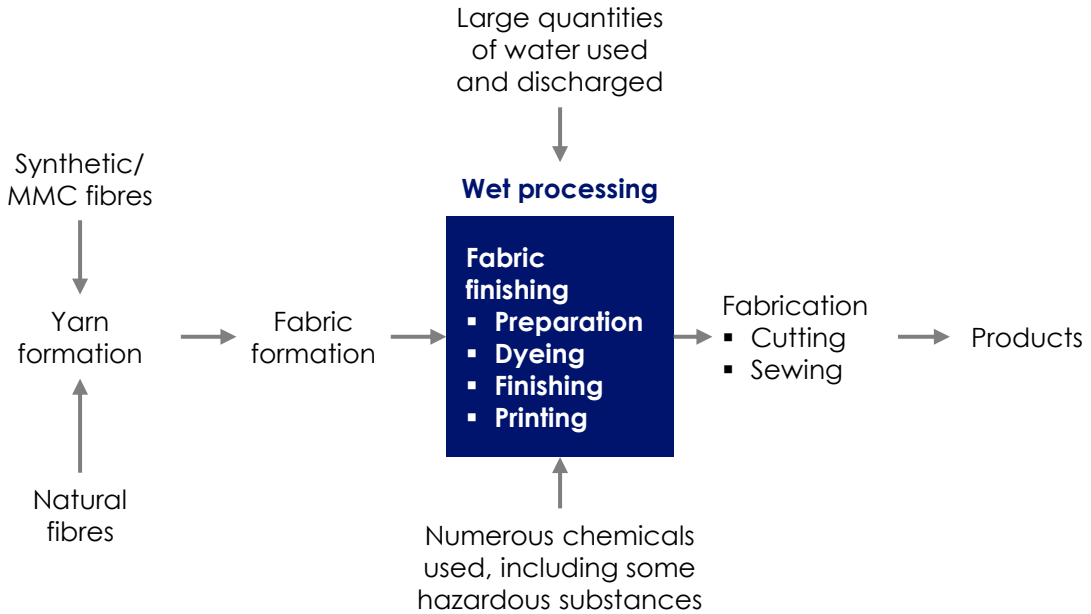 Large quantities
of water used
and discharged
Synthetic/
MMC fibres
Wet processing
Fabric
finishing
▪ Preparation
▪ Dyeing
▪ Finishing
▪ Printing
Yarn
formation
Fabric
formation
Fabrication
▪ Cutting
▪ Sewing
Products
Natural
fibres
Numerous chemicals
used, including some
hazardous substances